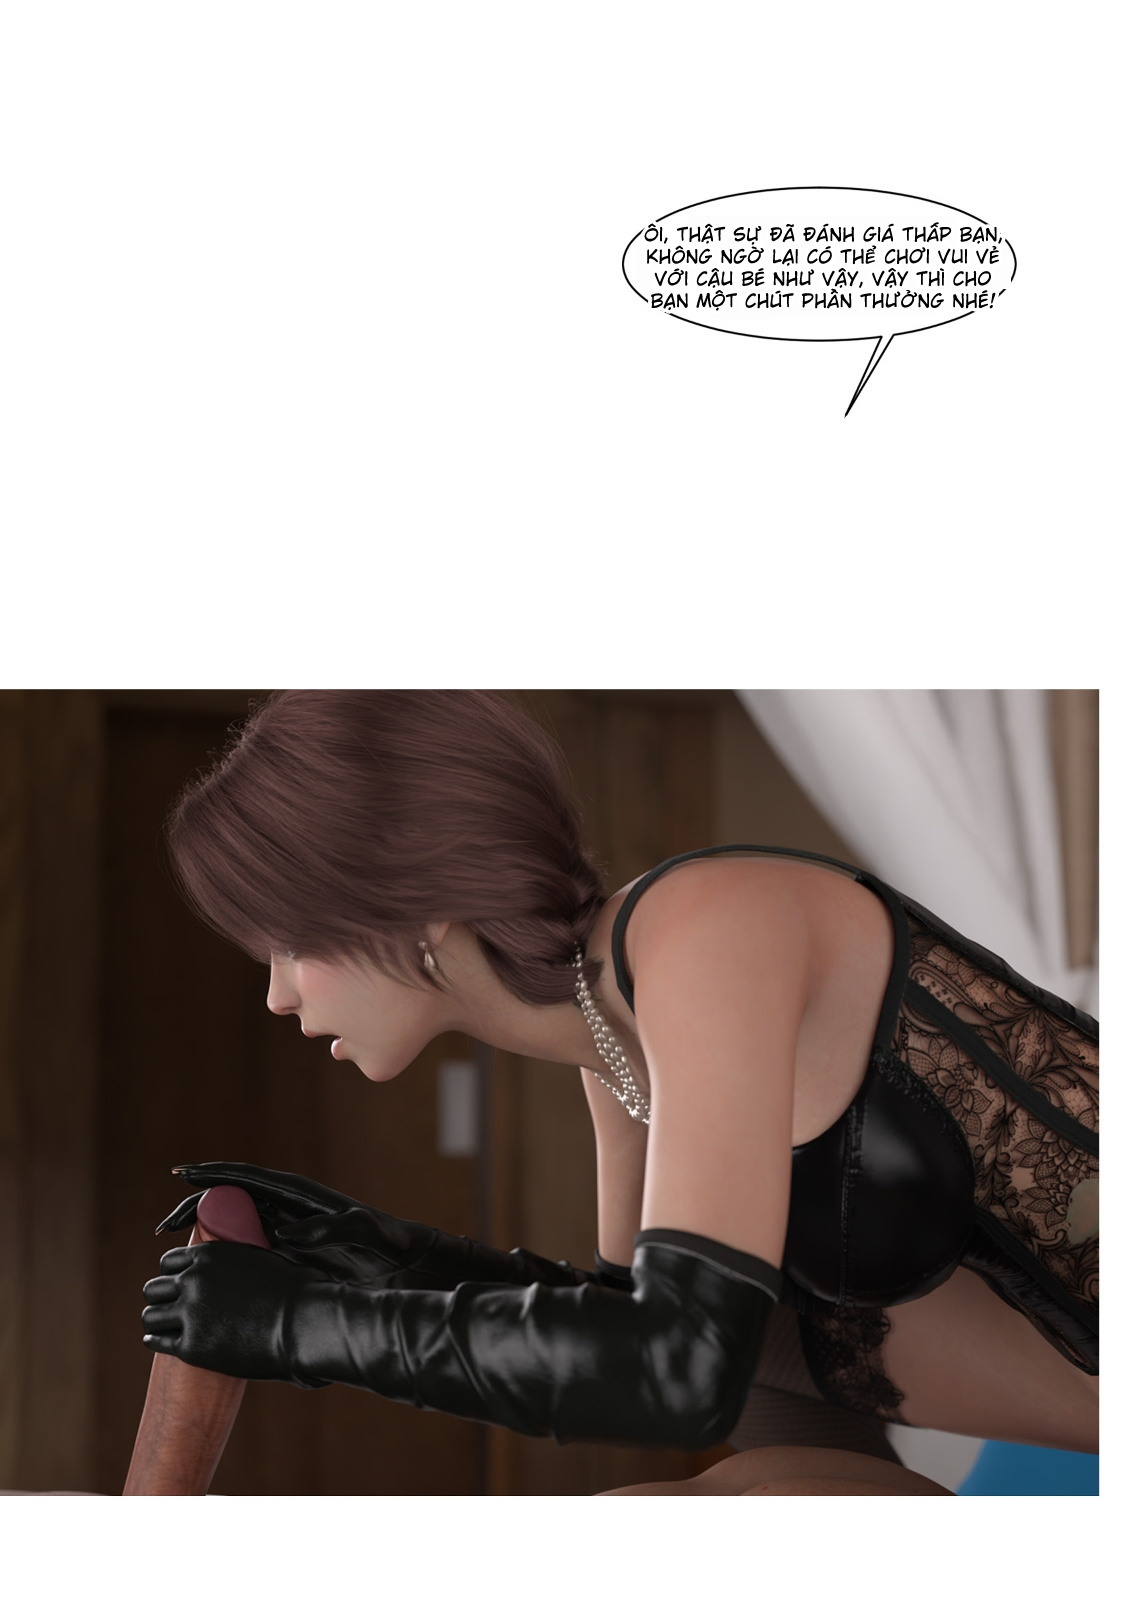 ÔI, THẬT SỰ ĐÃ ĐÁNH GIÁ THẤP BẠN,
KHÔNG NGỜ LẠI CÓ THỂ CHƠI VUI VẺ
VỚI CẬU BÉ NHƯ VẬY, VẬY THÌ CHO
BẠN MỘT CHÚT PHẦN THƯỞNG NHÉ!